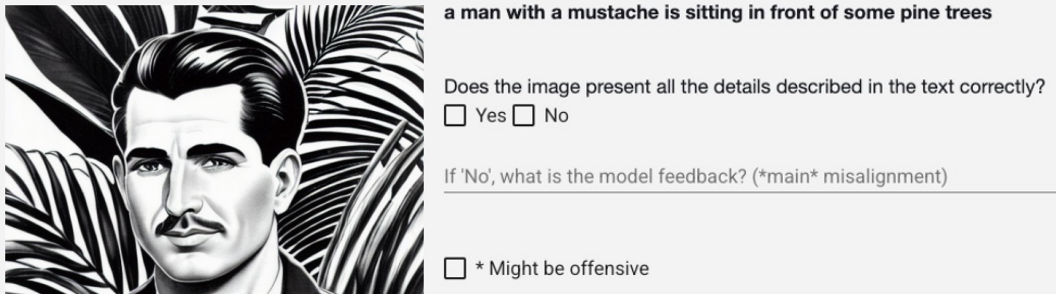 a man with a mustache is sitting in front of some pine trees
Does the image present all the details described in the text correctly?
Yes No
If 'No', what is the model feedback? (*main* misalignment)
* Might be offensive